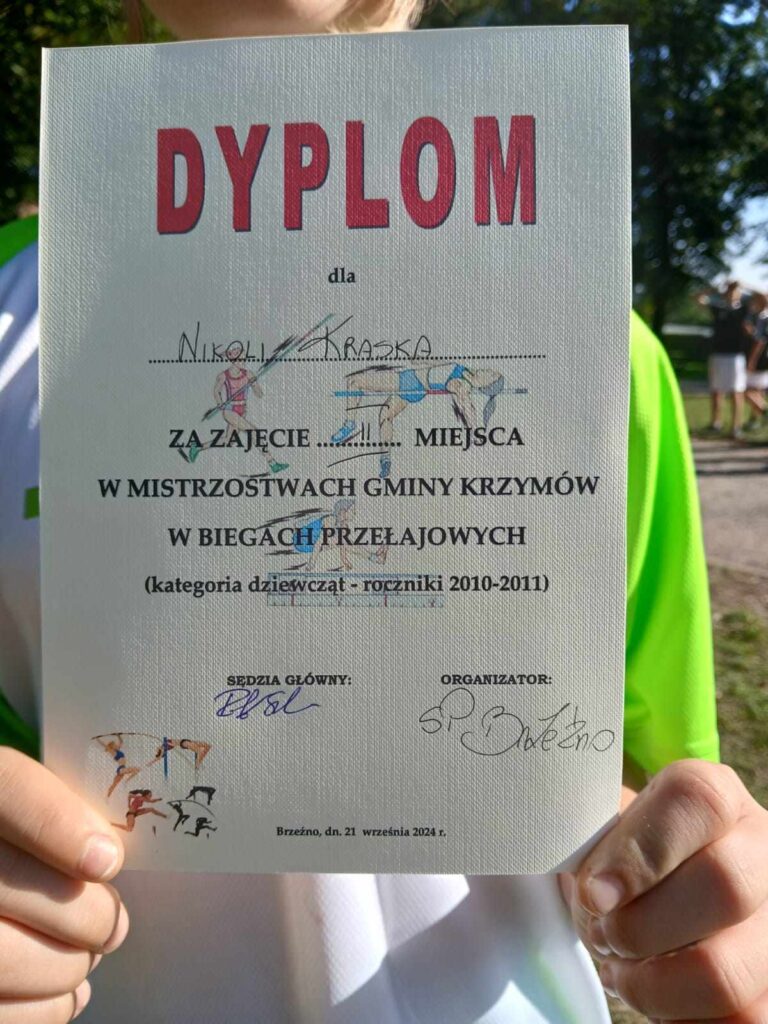 DYPLOM
dla
NIKOLI KRASKA
ZA ZAJĘCIE ...II... MIEJSCA
W MISTRZOSTWACH GMINY KRZYMÓW
W BIEGACH PRZEŁAJOWYCH
(kategoria dziewcząt - roczniki 2010-2011)
SĘDZIA GŁÓWNY: ORGANIZATOR:
SP Brzeźno
Brzeźno, dn. 21 września 2024 r.